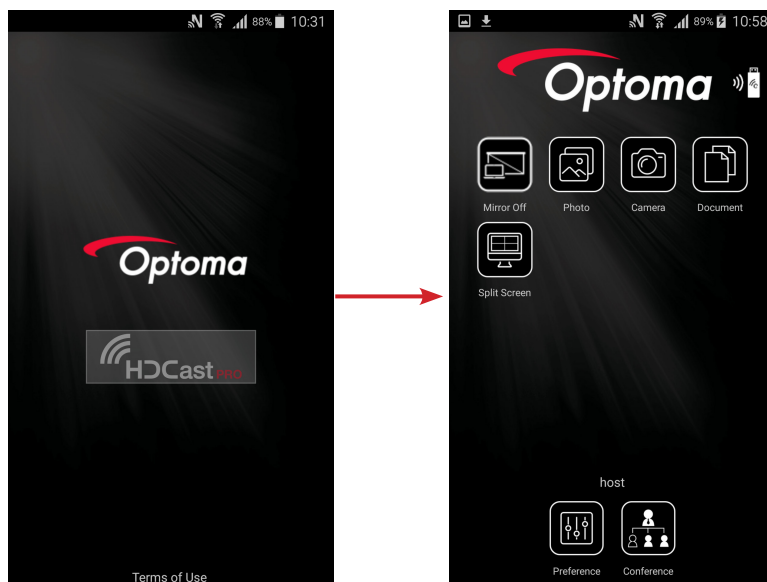 88% 10:31
Optoma
HDCast PRO
Terms of Use
89% 10:58
Optoma
Mirror Off Photo Camera Document
Split Screen
host
Preference Conference